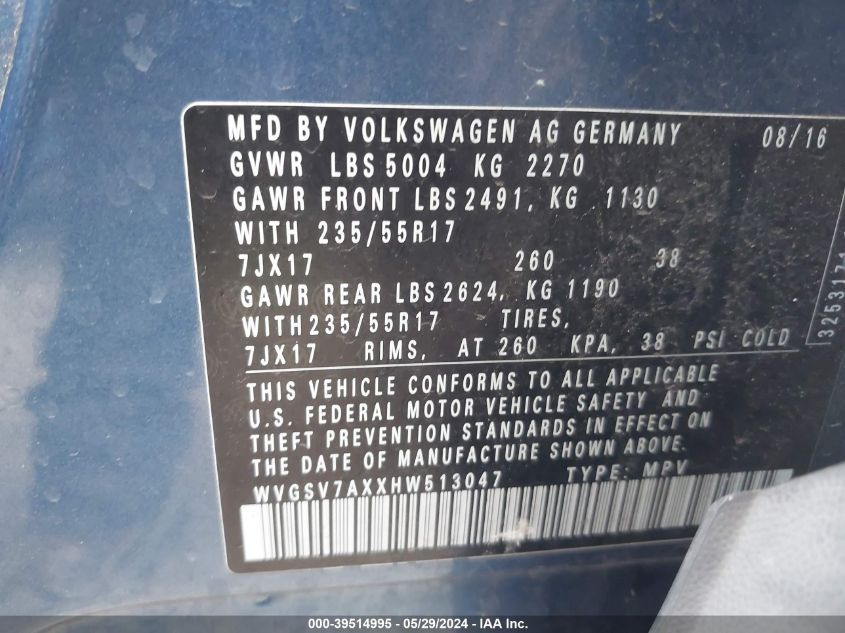 MFD BY VOLKSWAGEN AG GERMANY 08/16
GVWR LBS 5004 KG 2270
GAWR FRONT LBS 2491, KG 1130
WITH 235/55R17
7JX17 260 38
GAWR REAR LBS 2624, KG 1190
WITH 235/55R17 TIRES,
7JX17 RIMS, AT 260 KPA, 38 PSI COLD
THIS VEHICLE CONFORMS TO ALL APPLICABLE
U.S. FEDERAL MOTOR VEHICLE SAFETY AND
THEFT PREVENTION STANDARDS IN EFFECT ON
THE DATE OF MANUFACTURE SHOWN ABOVE.
WVGSV7AXXHW513047 TYPE: MPV
000-39514995 - 05/29/2024 - IAA Inc.